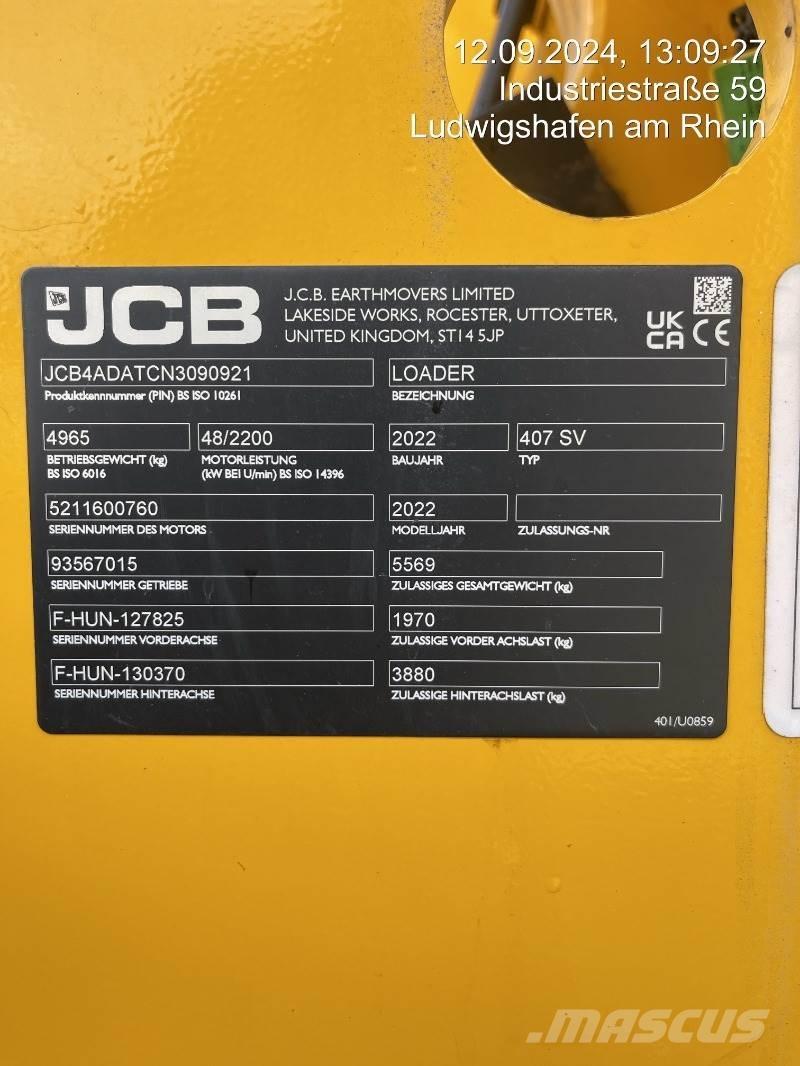 12.09.2024, 13:09:27
Industriestraße 59
Ludwigshafen am Rhein
JCB
J.C.B. EARTHMOVERS LIMITED
LAKESIDE WORKS, ROCESTER, UTTOXETER,
UNITED KINGDOM, ST14 5JP
UK
CA CE
JCB4ADATCN3090921
Produktkennnummer (PIN) BS ISO 10261
LOADER
BEZEICHNUNG
4965
BETRIEBSGEWICHT (kg)
BS ISO 6016
48/2200
MOTORLEISTUNG
(kW BEI U/min) BS ISO 14396
2022
BAUJAHR
407 SV
TYP
5211600760
SERIENNUMMER DES MOTORS
2022
MODELLJAHR
ZULASSUNGS-NR
93567015
SERIENNUMMER GETRIEBE
5569
ZULASSIGES GESAMTGEWICHT (kg)
F-HUN-127825
SERIENNUMMER VORDERACHSE
1970
ZULASSIGE VORDER ACHSLAST (kg)
F-HUN-130370
SERIENNUMMER HINTERACHSE
3880
ZULASSIGE HINTERACHSLAST (kg)
401/U0859
MASCUS